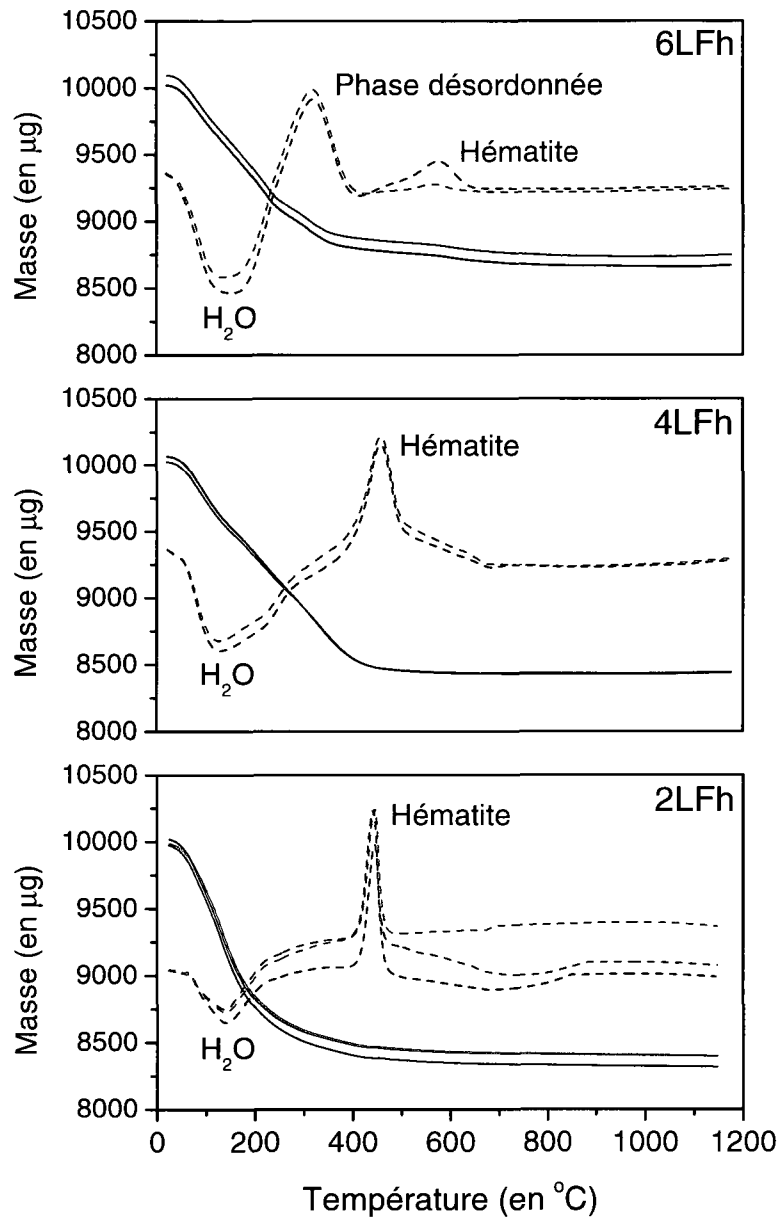 10500
10000
9500
9000
8500
8000
Masse (en µg)
6LFh
Phase désordonnée
Hématite
H₂O
10500
10000
9500
9000
8500
8000
Masse (en µg)
4LFh
Hématite
H₂O
10500
10000
9500
9000
8500
8000
Masse (en µg)
2LFh
Hématite
H₂O
0 200 400 600 800 1000 1200
Température (en °C)